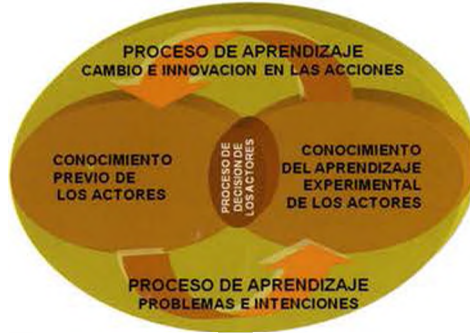 PROCESO DE APRENDIZAJE
CAMBIO E INNOVACION EN LAS ACCIONES
CONOCIMIENTO
PREVIO DE
LOS ACTORES
PROCESO DE
DECISION DE
LOS ACTORES
CONOCIMIENTO
DEL APRENDIZAJE
EXPERIMENTAL
DE LOS ACTORES
PROCESO DE APRENDIZAJE
PROBLEMAS E INTENCIONES